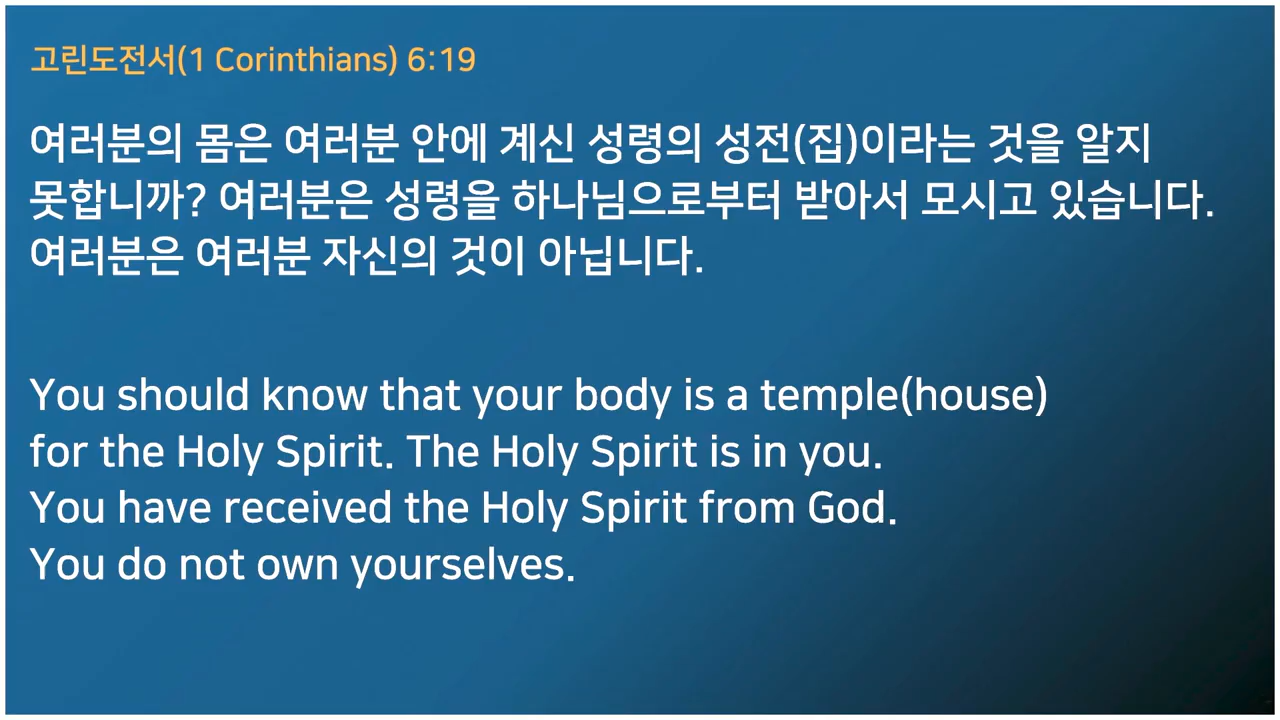 고린도전서(1 Corinthians) 6:19
여러분의 몸은 여러분 안에 계신 성령의 성전(집)이라는 것을 알지
못합니까? 여러분은 성령을 하나님으로부터 받아서 모시고 있습니다.
여러분은 여러분 자신의 것이 아닙니다.
You should know that your body is a temple(house)
for the Holy Spirit. The Holy Spirit is in you.
You have received the Holy Spirit from God.
You do not own yourselves.